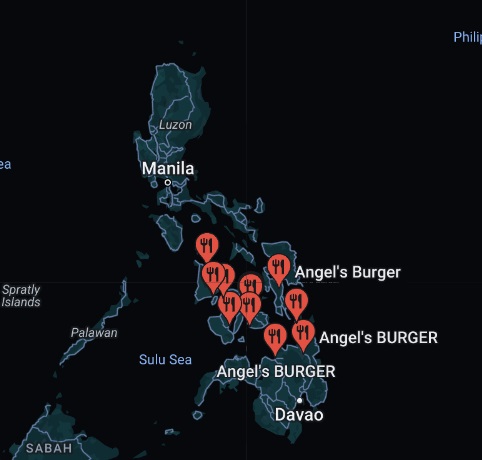 Philip
Luzon
ea
Manila
Angel's Burger
Spratly
Islands
Palawan
Angel's BURGER
Sulu Sea
Angel's BURGER
Davao
SABAH